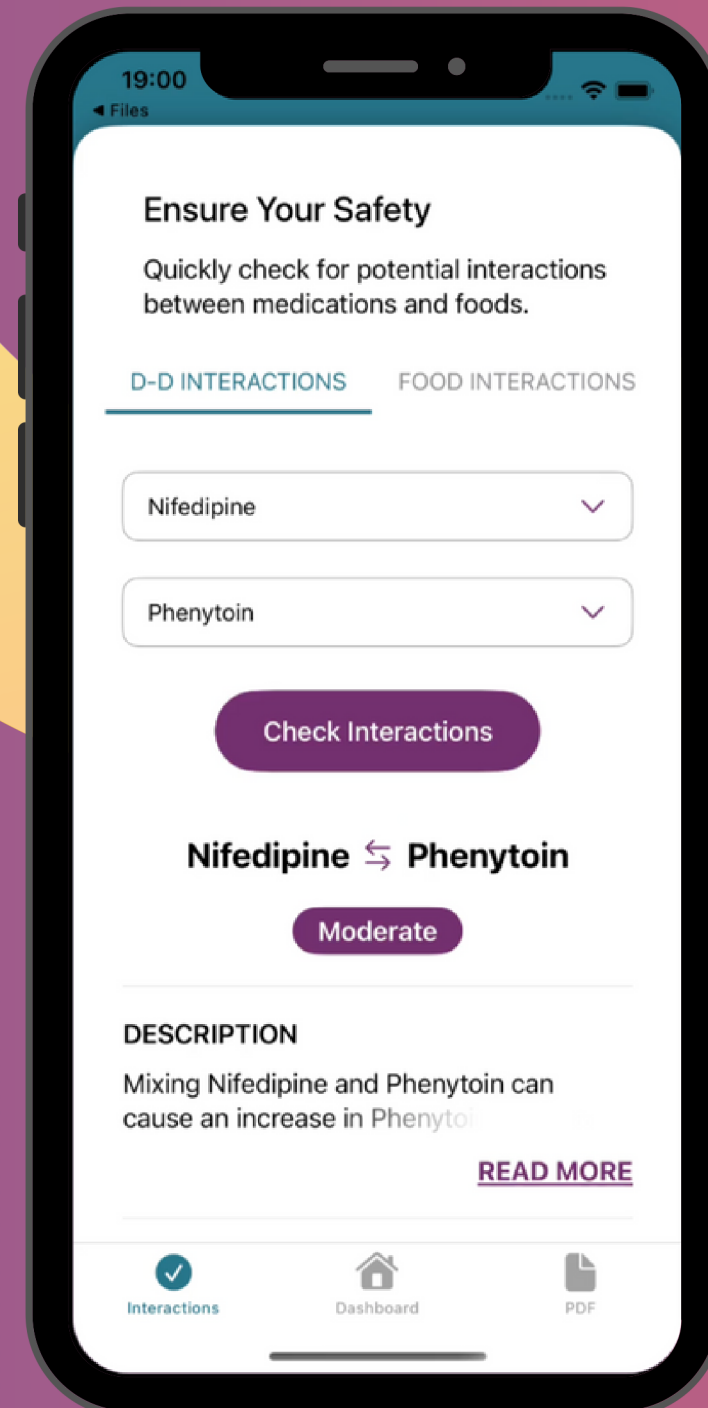 19:00
◀ Files
Ensure Your Safety
Quickly check for potential interactions
between medications and foods.
D-D INTERACTIONS FOOD INTERACTIONS
Nifedipine
Phenytoin
Check Interactions
Nifedipine ⇆ Phenytoin
Moderate
DESCRIPTION
Mixing Nifedipine and Phenytoin can
cause an increase in
READ MORE
Interactions Dashboard PDF